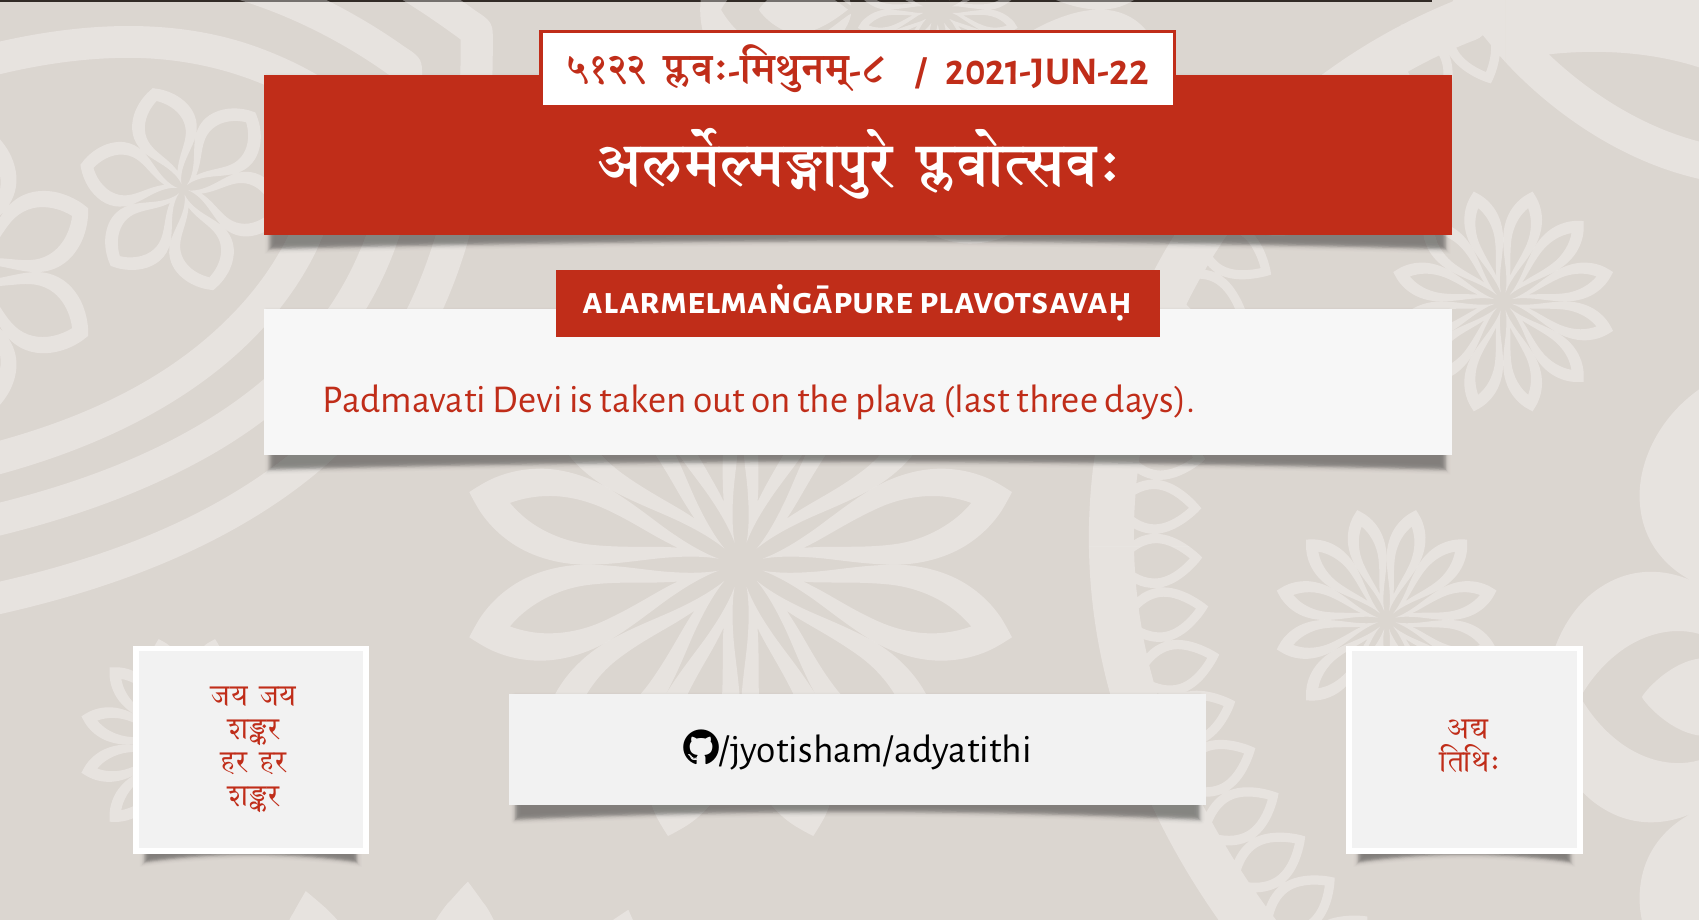 ५१२२ प्लवः-मिथुनम्-८ / 2021-JUN-22
अलर्मेल्मङ्गापुरे प्लवोत्सवः
ALARMELMAṄGĀPURE PLAVOTSAVAḤ
Padmavati Devi is taken out on the plava (last three days).
जय जय
शङ्कर
हर हर
शङ्कर
/jyotisham/adyatithi
अद्य
तिथिः